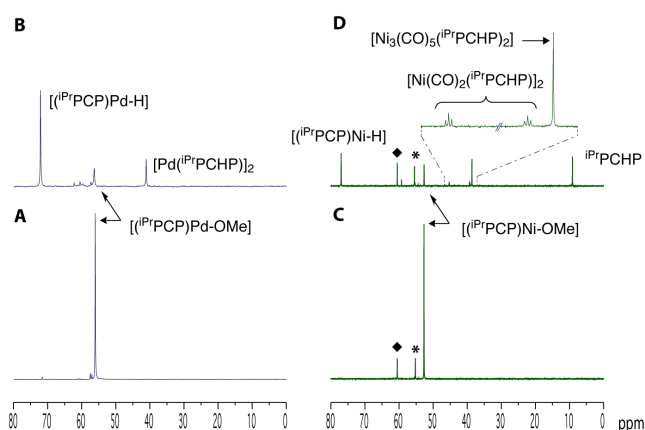 B
[(iPrPCP)Pd-H]
[Pd(iPrPCHP)]2
A
[(iPrPCP)Pd-OMe]
80 70 60 50 40 30 20 10 0
D
[Ni3(CO)5(iPrPCHP)2]
[Ni(CO)2(iPrPCHP)]2
[(iPrPCP)Ni-H]
◆ *
iPrPCHP
C
[(iPrPCP)Ni-OMe]
◆ *
80 70 60 50 40 30 20 10 0 ppm